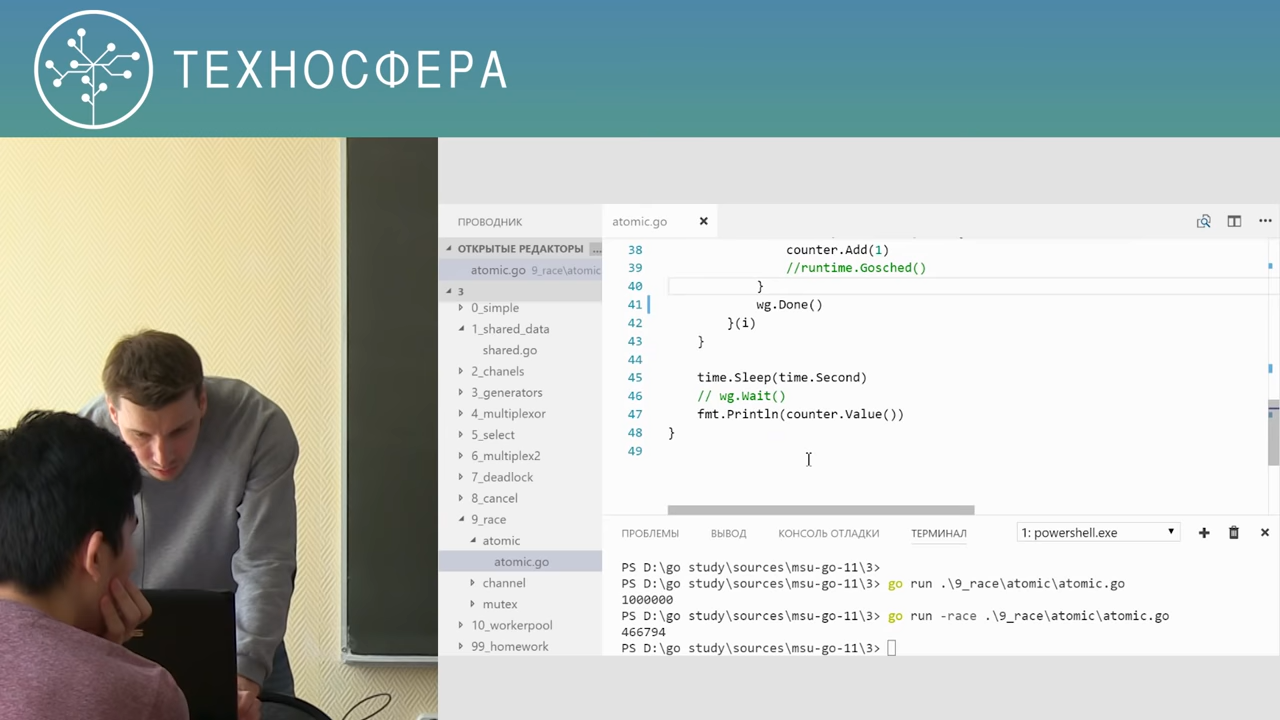 ТЕХНОСФЕРА
ПРОВОДНИК
ОТКРЫТЫЕ РЕДАКТОРЫ ...
atomic.go 9_race\atomic
3
0_simple
1_shared_data
shared.go
2_chanels
3_generators
4_multiplexor
5_select
6_multiplex2
7_deadlock
8_cancel
9_race
atomic
atomic.go
channel
mutex
10_workerpool
99_homework
atomic.go
38 counter.Add(1)
39 //runtime.Gosched()
40 }
41 wg.Done()
42 }(i)
43 }
44
45 time.Sleep(time.Second)
46 // wg.Wait()
47 fmt.Println(counter.Value())
48 }
49
ПРОБЛЕМЫ ВЫВОД КОНСОЛЬ ОТЛАДКИ ТЕРМИНАЛ 1: powershell.exe
PS D:\go study\sources\msu-go-11\3>
PS D:\go study\sources\msu-go-11\3> go run .\9_race\atomic\atomic.go
1000000
PS D:\go study\sources\msu-go-11\3> go run -race .\9_race\atomic\atomic.go
466794
PS D:\go study\sources\msu-go-11\3>